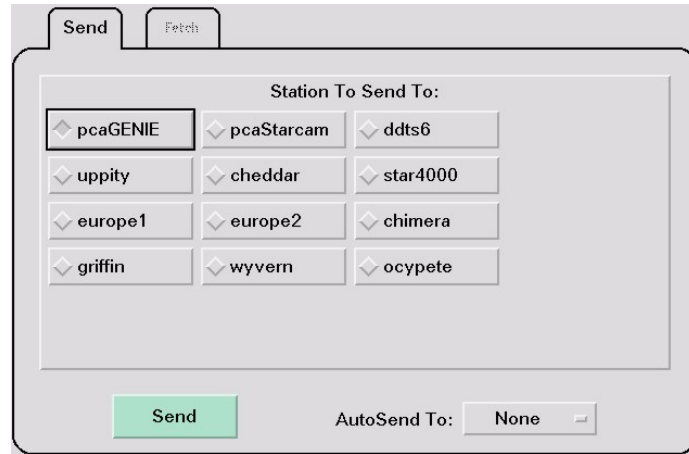 Send Fetch
Station To Send To:
pcaGENIE pcaStarcam ddts6
uppity cheddar star4000
europe1 europe2 chimera
griffin wyvern ocypete
Send AutoSend To: None